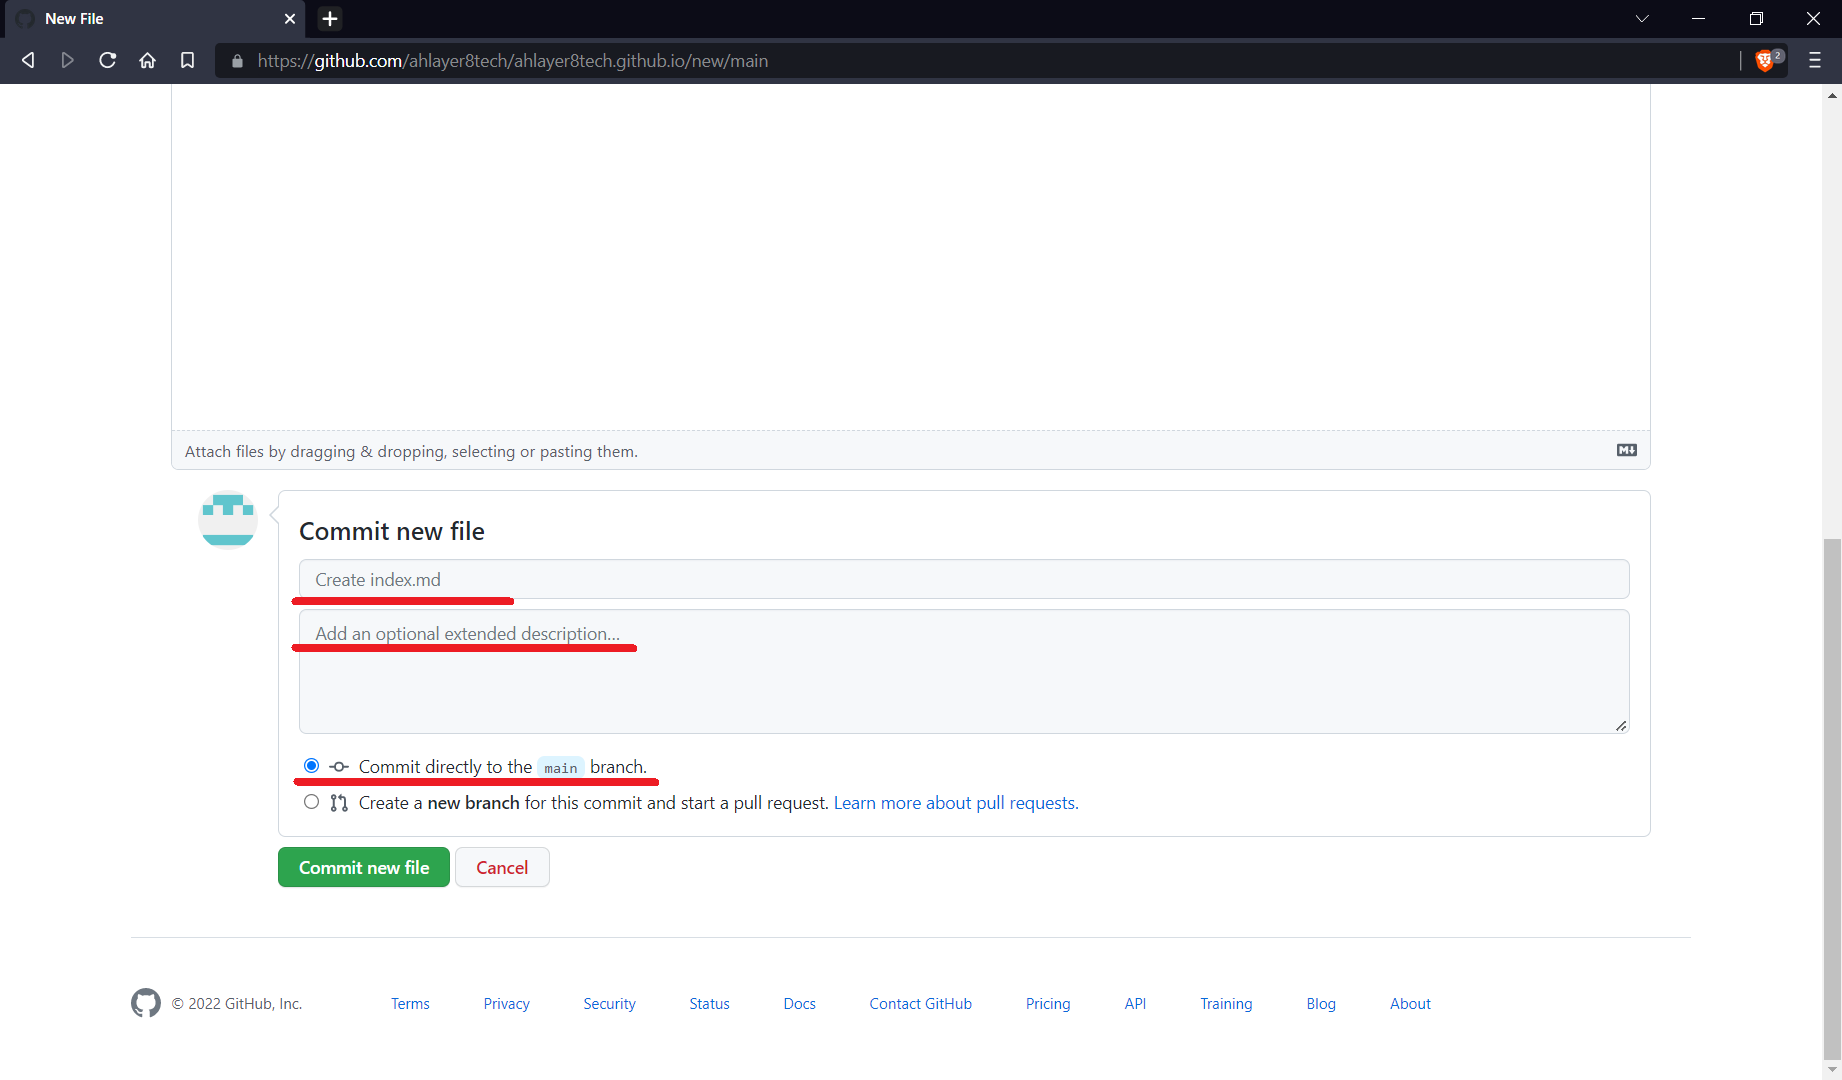 New File
https://github.com/ahlayer8tech/ahlayer8tech.github.io/new/main
2
Attach files by dragging & dropping, selecting or pasting them.
M
Commit new file
Create index.md
Add an optional extended description...
Commit directly to the main branch.
Create a new branch for this commit and start a pull request. Learn more about pull requests.
Commit new file Cancel
© 2022 GitHub, Inc. Terms Privacy Security Status Docs Contact GitHub Pricing API Training Blog About